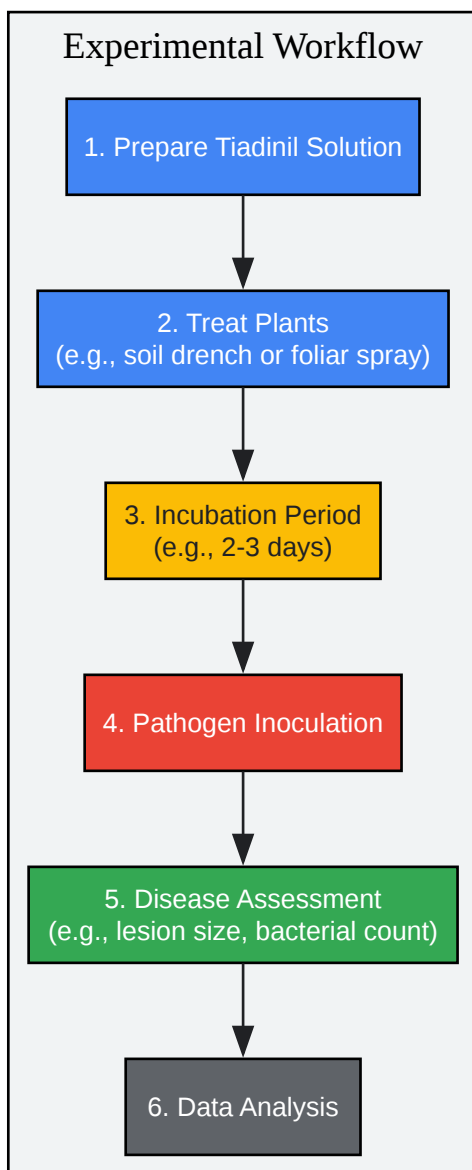 Experimental Workflow
1. Prepare Tiadinil Solution
2. Treat Plants
(e.g., soil drench or foliar spray)
3. Incubation Period
(e.g., 2-3 days)
4. Pathogen Inoculation
5. Disease Assessment
(e.g., lesion size, bacterial count)
6. Data Analysis